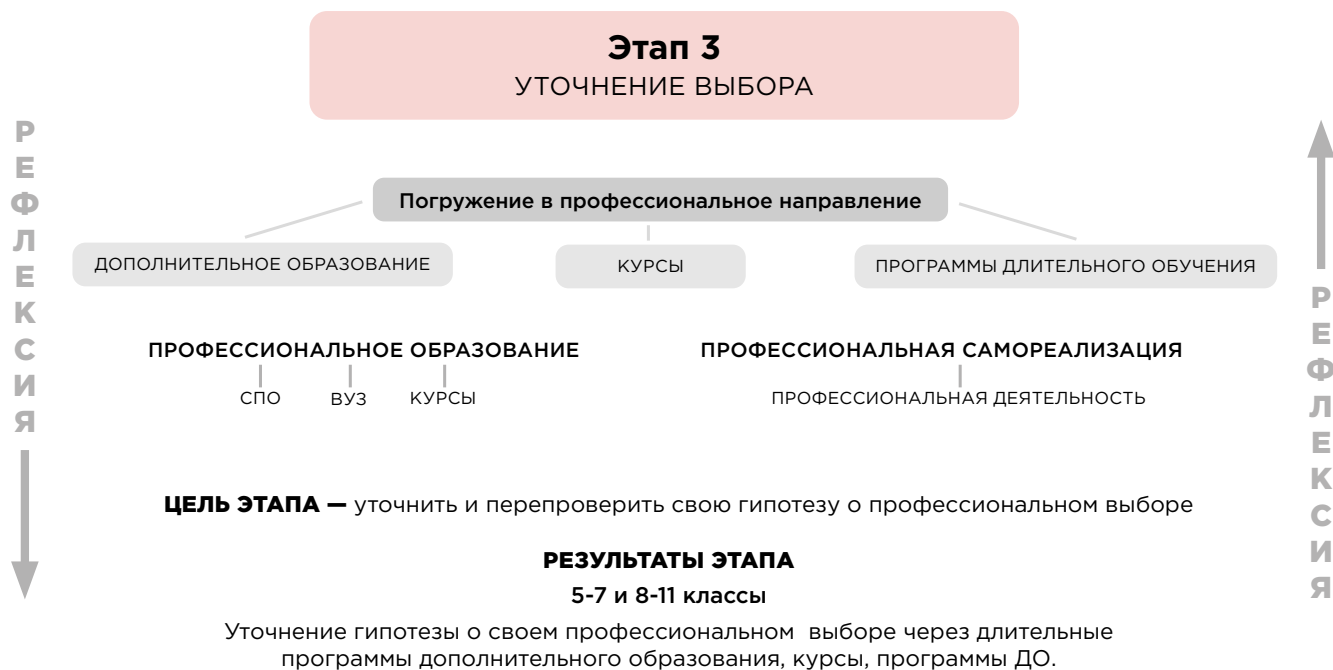 Этап 3
УТОЧНЕНИЕ ВЫБОРА
РЕФЛЕКСИЯ
Погружение в профессиональное направление
ДОПОЛНИТЕЛЬНОЕ ОБРАЗОВАНИЕ
КУРСЫ
ПРОГРАММЫ ДЛИТЕЛЬНОГО ОБУЧЕНИЯ
РЕФЛЕКСИЯ
ПРОФЕССИОНАЛЬНОЕ ОБРАЗОВАНИЕ
СПО
ВУЗ
КУРСЫ
ПРОФЕССИОНАЛЬНАЯ САМОРЕАЛИЗАЦИЯ
ПРОФЕССИОНАЛЬНАЯ ДЕЯТЕЛЬНОСТЬ
ЦЕЛЬ ЭТАПА — уточнить и перепроверить свою гипотезу о профессиональном выборе
РЕЗУЛЬТАТЫ ЭТАПА
5-7 и 8-11 классы
Уточнение гипотезы о своем профессиональном выборе через длительные
программы дополнительного образования, курсы, программы ДО.